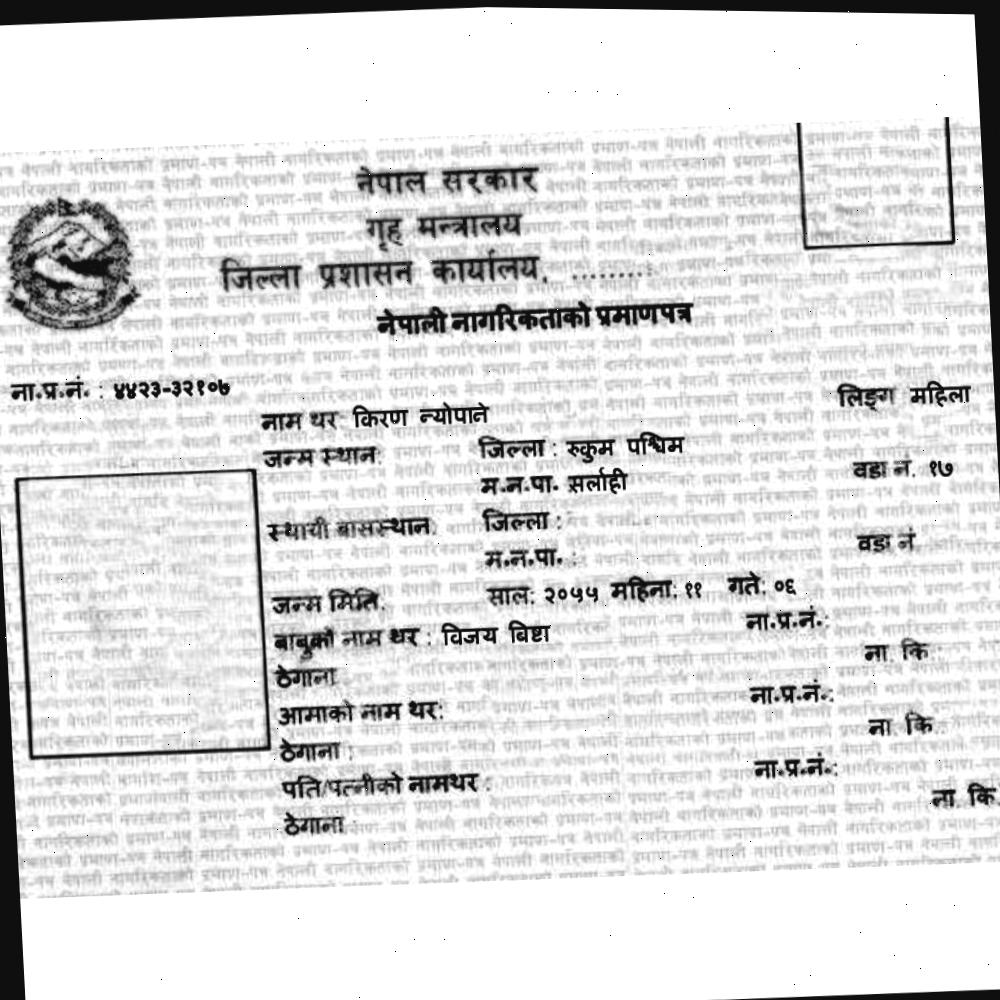 नेपाल सरकार
गृह मन्त्रालय
जिल्ला प्रशासन कार्यालय, .........
नेपाली नागरिकताको प्रमाणपत्र
ना.प्र.नं. : ४४२३-३२१०७
लिङ्ग महिला
नाम थर किरण न्योपाने
जन्म स्थान: जिल्ला : रुकुम पश्चिम
म.न.पा. सर्लाही वडा नं. १७
स्थायी बासस्थान: जिल्ला :
म.न.पा. : वडा नं
जन्म मिति: साल: २०५५ महिना: ११ गते: ०६
बाबुको नाम थर : विजय बिष्टा ना.प्र.नं.:
ठेगाना ना. कि.:
आमाको नाम थर: ना.प्र.नं.:
ठेगाना : ना. कि.:
पति/पत्नीको नामथर : ना.प्र.नं.:
ठेगाना ना. कि